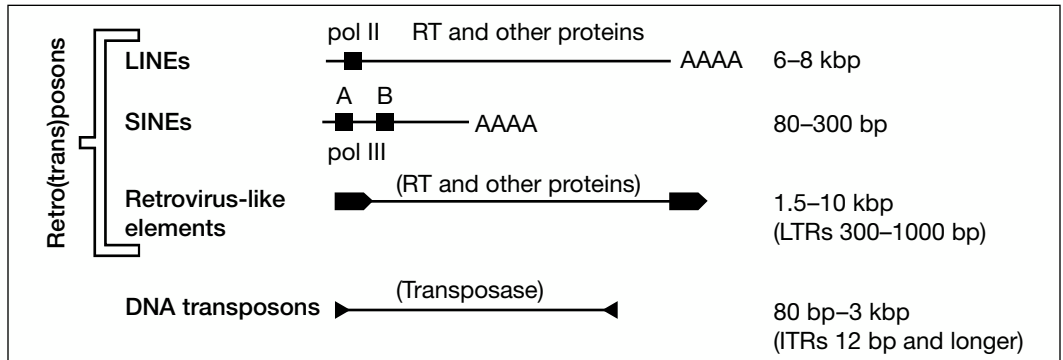 Retro(trans)posons
pol II RT and other proteins
LINEs AAAA 6–8 kbp
A B
SINEs AAAA 80–300 bp
pol III
(RT and other proteins)
Retrovirus-like 1.5–10 kbp
elements (LTRs 300–1000 bp)
(Transposase)
DNA transposons 80 bp–3 kbp
(ITRs 12 bp and longer)